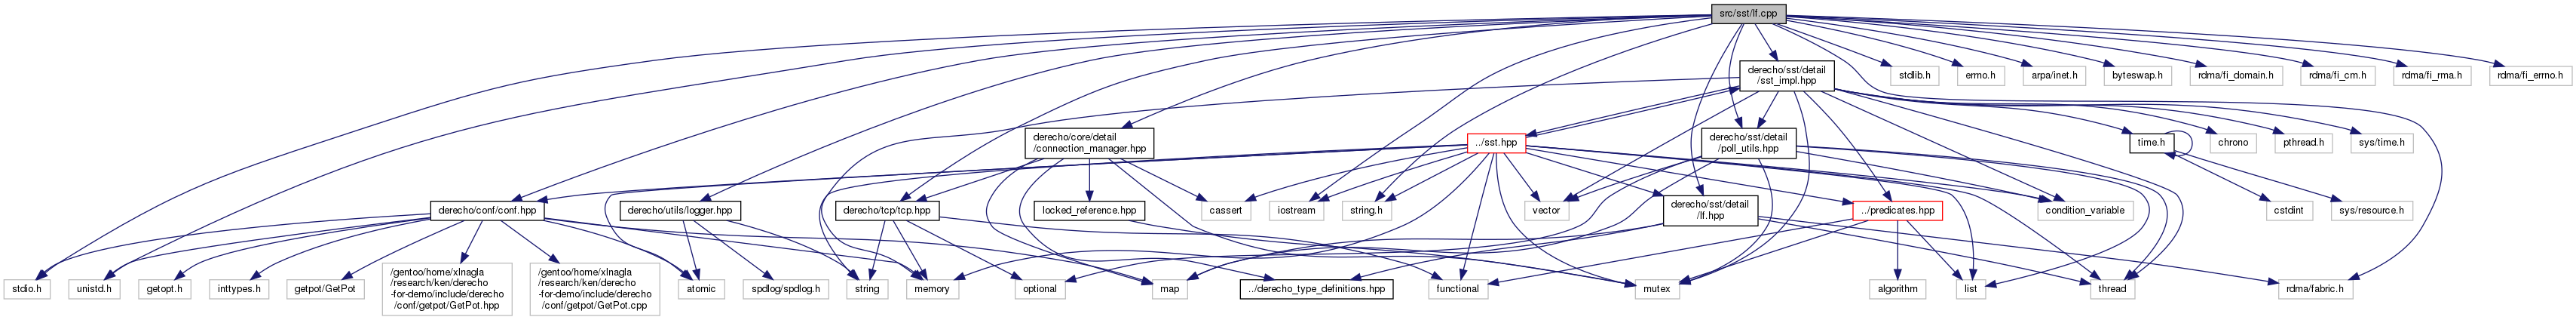 src/sst/lf.cpp
derecho/sst/detail
/sst_impl.hpp
stdlib.h
errno.h
arpa/inet.h
byteswap.h
rdma/fi_domain.h
rdma/fi_cm.h
rdma/fi_rma.h
rdma/fi_errno.h
derecho/core/detail
/connection_manager.hpp
../sst.hpp
derecho/sst/detail
/poll_utils.hpp
time.h
chrono
pthread.h
sys/time.h
derecho/conf/conf.hpp
derecho/utils/logger.hpp
derecho/tcp/tcp.hpp
locked_reference.hpp
cassert
iostream
string.h
vector
derecho/sst/detail
/lf.hpp
../predicates.hpp
condition_variable
cstdint
sys/resource.h
stdio.h
unistd.h
getopt.h
inttypes.h
getpot/GetPot
/gentoo/home/xlnagla
/research/ken/derecho
-for-demo/include/derecho
/conf/getpot/GetPot.hpp
/gentoo/home/xlnagla
/research/ken/derecho
-for-demo/include/derecho
/conf/getpot/GetPot.cpp
atomic
spdlog/spdlog.h
string
memory
optional
map
../derecho_type_definitions.hpp
functional
mutex
algorithm
list
thread
rdma/fabric.h